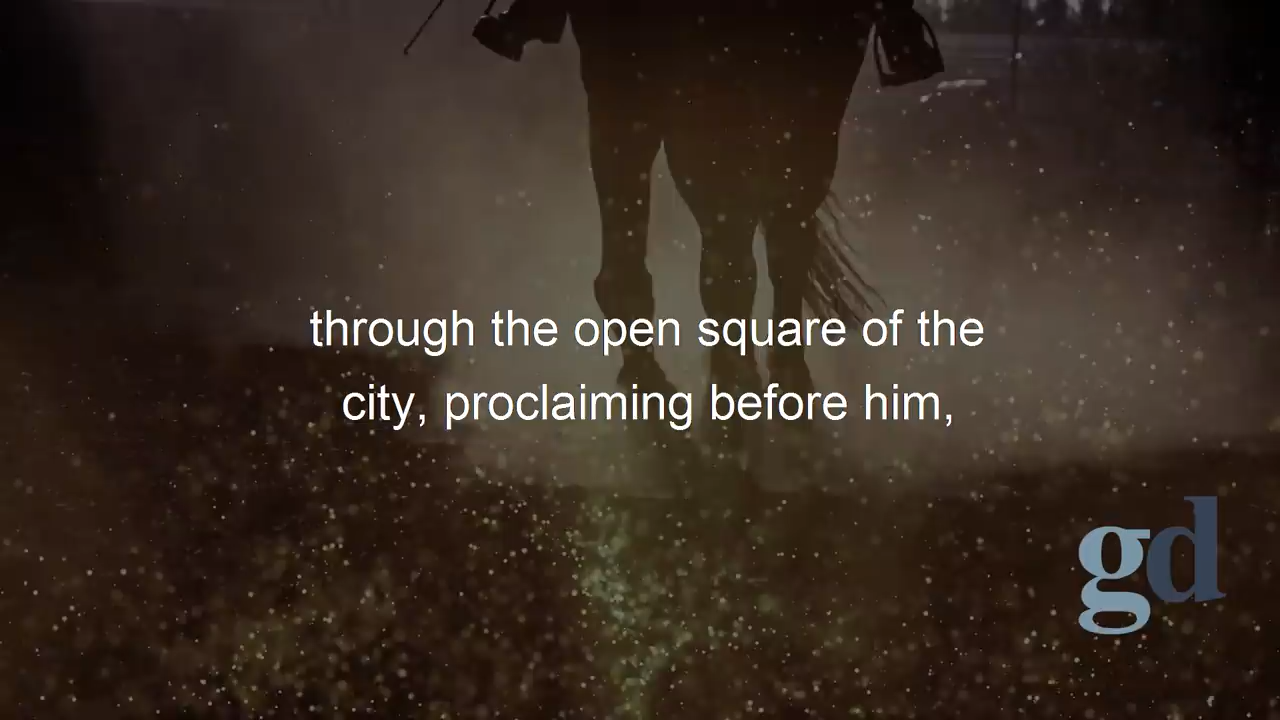 through the open square of the
city, proclaiming before him,
gd